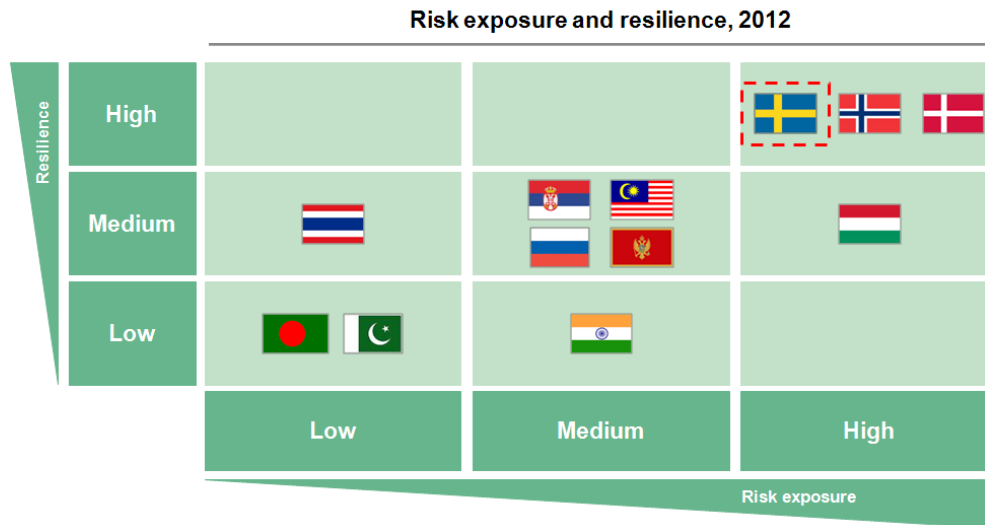 Risk exposure and resilience, 2012
Resilience
High
Medium
Low
Low
Medium
High
Risk exposure